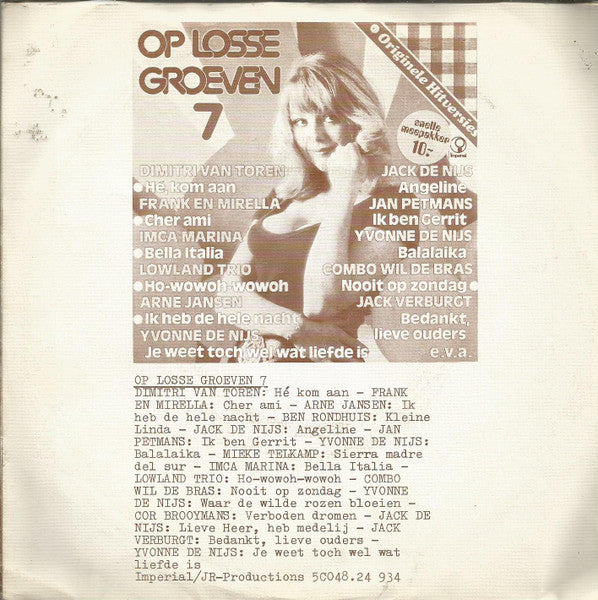 OP LOSSE
GROEVEN
7
Originele Hitversies
snelle
meepakker
10.-
Imperial
DIMITRI VAN TOREN
Hé, kom aan
FRANK EN MIRELLA
Cher ami
IMCA MARINA
Bella Italia
LOWLAND TRIO
Ho-wowoh-wowoh
ARNE JANSEN
Ik heb de hele nacht
YVONNE DE NIJS
Je weet toch wel wat liefde is
JACK DE NIJS
Angeline
JAN PETMANS
Ik ben Gerrit
YVONNE DE NIJS
Balalaika
COMBO WIL DE BRAS
Nooit op zondag
JACK VERBURGT
Bedankt,
lieve ouders
e.v.a.
OP LOSSE GROEVEN 7
DIMITRI VAN TOREN: Hé kom aan - FRANK
EN MIRELLA: Cher ami - ARNE JANSEN: Ik
heb de hele nacht - BEN RONDHUIS: Kleine
Linda - JACK DE NIJS: Angeline - JAN
PETMANS: Ik ben Gerrit - YVONNE DE NIJS:
Balalaika - MIEKE TELKAMP: Sierra madre
del sur - IMCA MARINA: Bella Italia -
LOWLAND TRIO: Ho-wowoh-wowoh - COMBO
WIL DE BRAS: Nooit op zondag - YVONNE
DE NIJS: Waar de wilde rozen bloeien -
COR BROOYMANS: Verboden dromen - JACK DE
NIJS: Lieve Heer, heb medelij - JACK
VERBURGT: Bedankt, lieve ouders -
YVONNE DE NIJS: Je weet toch wel wat
liefde is
Imperial/JR-Productions 5C048.24 934